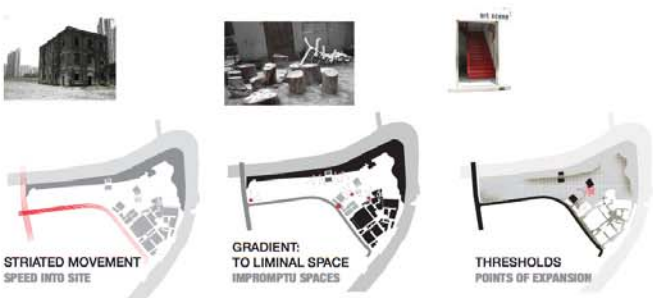 STRIATED MOVEMENT
SPEED INTO SITE
GRADIENT:
TO LIMINAL SPACE
IMPROMPTU SPACES
THRESHOLDS
POINTS OF EXPANSION